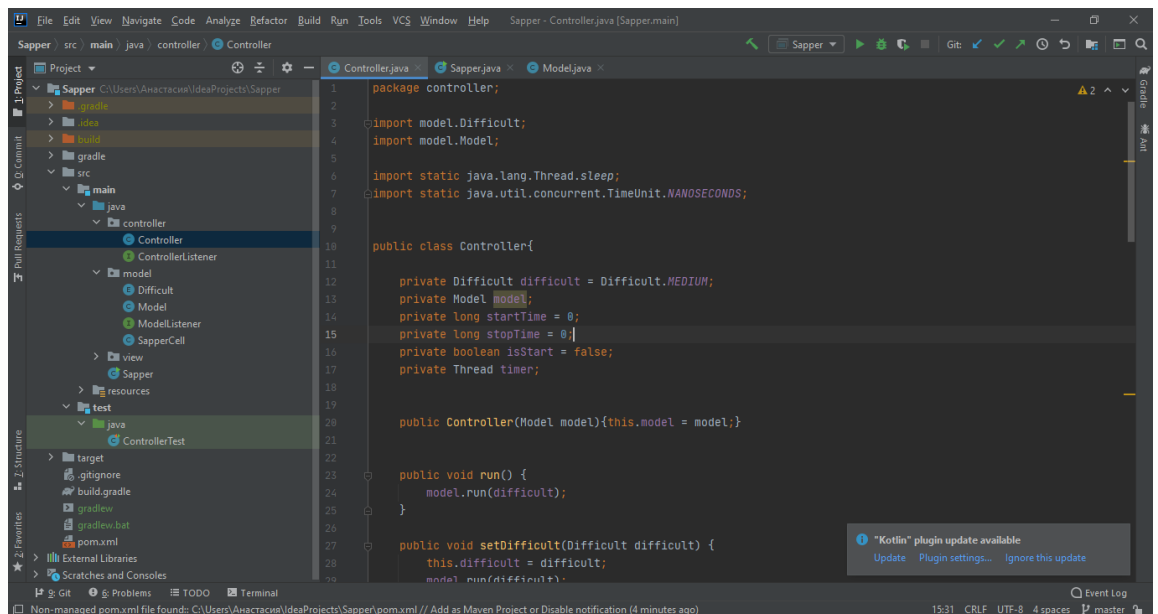 File Edit View Navigate Code Analyze Refactor Build Run Tools VCS Window Help Sapper - Controller.java [Sapper.main]
Sapper src main java controller Controller Sapper Git:
Project Controller.java Sapper.java Model.java
1: Project
Commit
Pull Requests
Z: Structure
2: Favorites
Sapper C:\Users\Анастасия\IdeaProjects\Sapper
.gradle
.idea
build
gradle
src
main
java
controller
Controller
ControllerListener
model
Difficult
Model
ModelListener
SapperCell
view
Sapper
resources
test
java
ControllerTest
target
.gitignore
build.gradle
gradlew
gradlew.bat
pom.xml
External Libraries
Scratches and Consoles
1 package controller;
2
3 import model.Difficult;
4 import model.Model;
5
6 import static java.lang.Thread.sleep;
7 import static java.util.concurrent.TimeUnit.NANOSECONDS;
8
9
10 public class Controller{
11
12 private Difficult difficult = Difficult.MEDIUM;
13 private Model model;
14 private long startTime = 0;
15 private long stopTime = 0;
16 private boolean isStart = false;
17 private Thread timer;
18
19
20 public Controller(Model model){this.model = model;}
21
22
23 public void run() {
24 model.run(difficult);
25 }
26
27 public void setDifficult(Difficult difficult) {
28 this.difficult = difficult;
29 model.run(difficult);
2
Gradle
Ant
"Kotlin" plugin update available
Update Plugin settings... Ignore this update
9: Git 6: Problems TODO Terminal Event Log
Non-managed pom.xml file found:: C:\Users\Анастасия\IdeaProjects\Sapper\pom.xml // Add as Maven Project or Disable notification (4 minutes ago) 15:31 CRLF UTF-8 4 spaces master